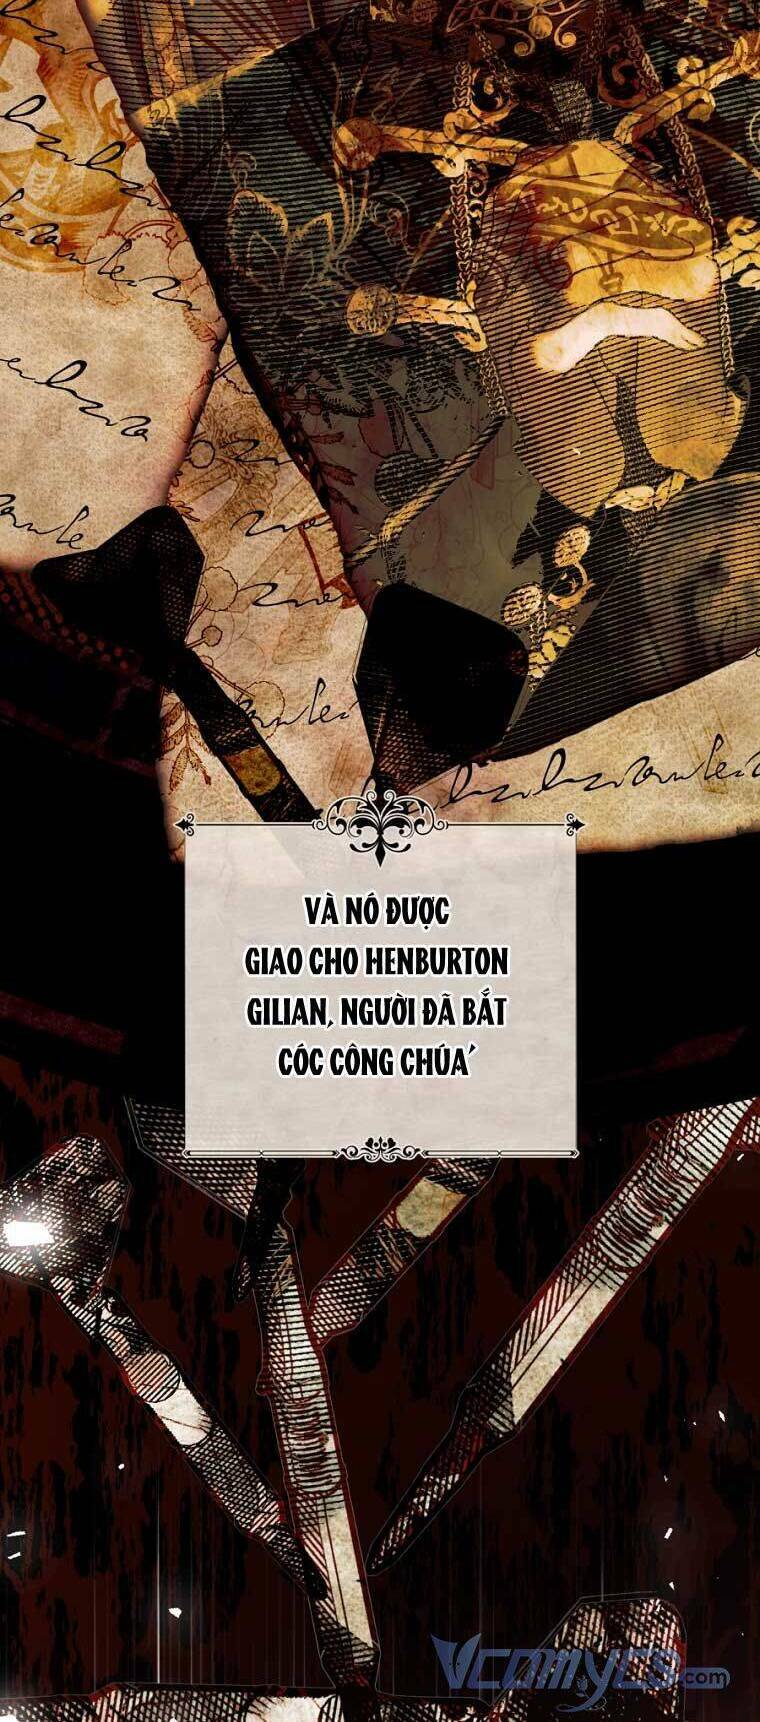 VÀ NÓ ĐƯỢC
GIAO CHO HENBURTON
GILIAN, NGƯỜI ĐÃ BẮT
CÓC CÔNG CHÚA'
VCOMYCS.com